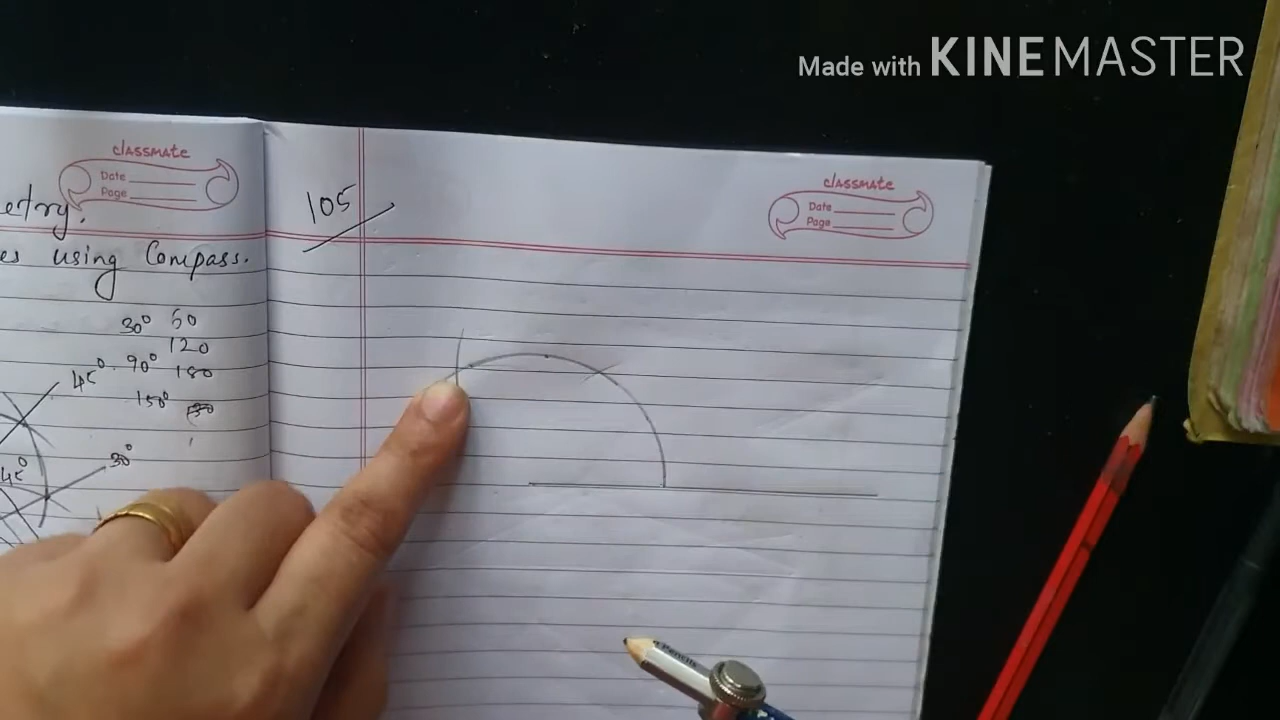 Made with KINEMASTER
classmate
Date
Page
classmate
Date
Page
105
etry.
es using Compass.
30° 60
120
45° 90° 180
150°
30°
45°
Pencils